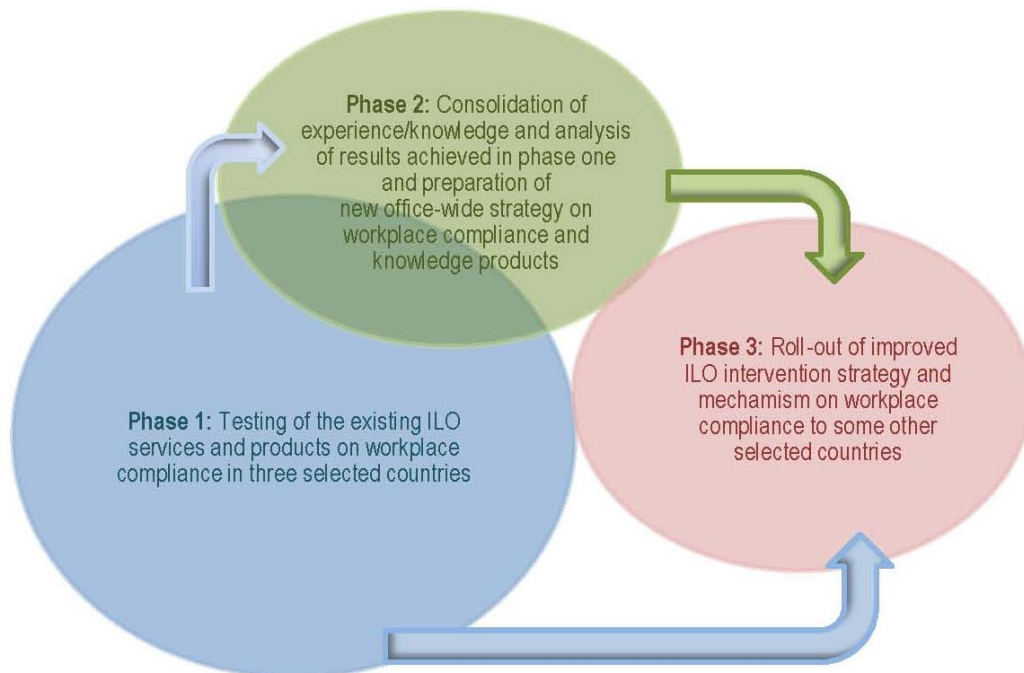 Phase 2: Consolidation of
experience/knowledge and analysis
of results achieved in phase one
and preparation of
new office-wide strategy on
workplace compliance and
knowledge products
Phase 1: Testing of the existing ILO
services and products on workplace
compliance in three selected countries
Phase 3: Roll-out of improved
ILO intervention strategy and
mechamism on workplace
compliance to some other
selected countries